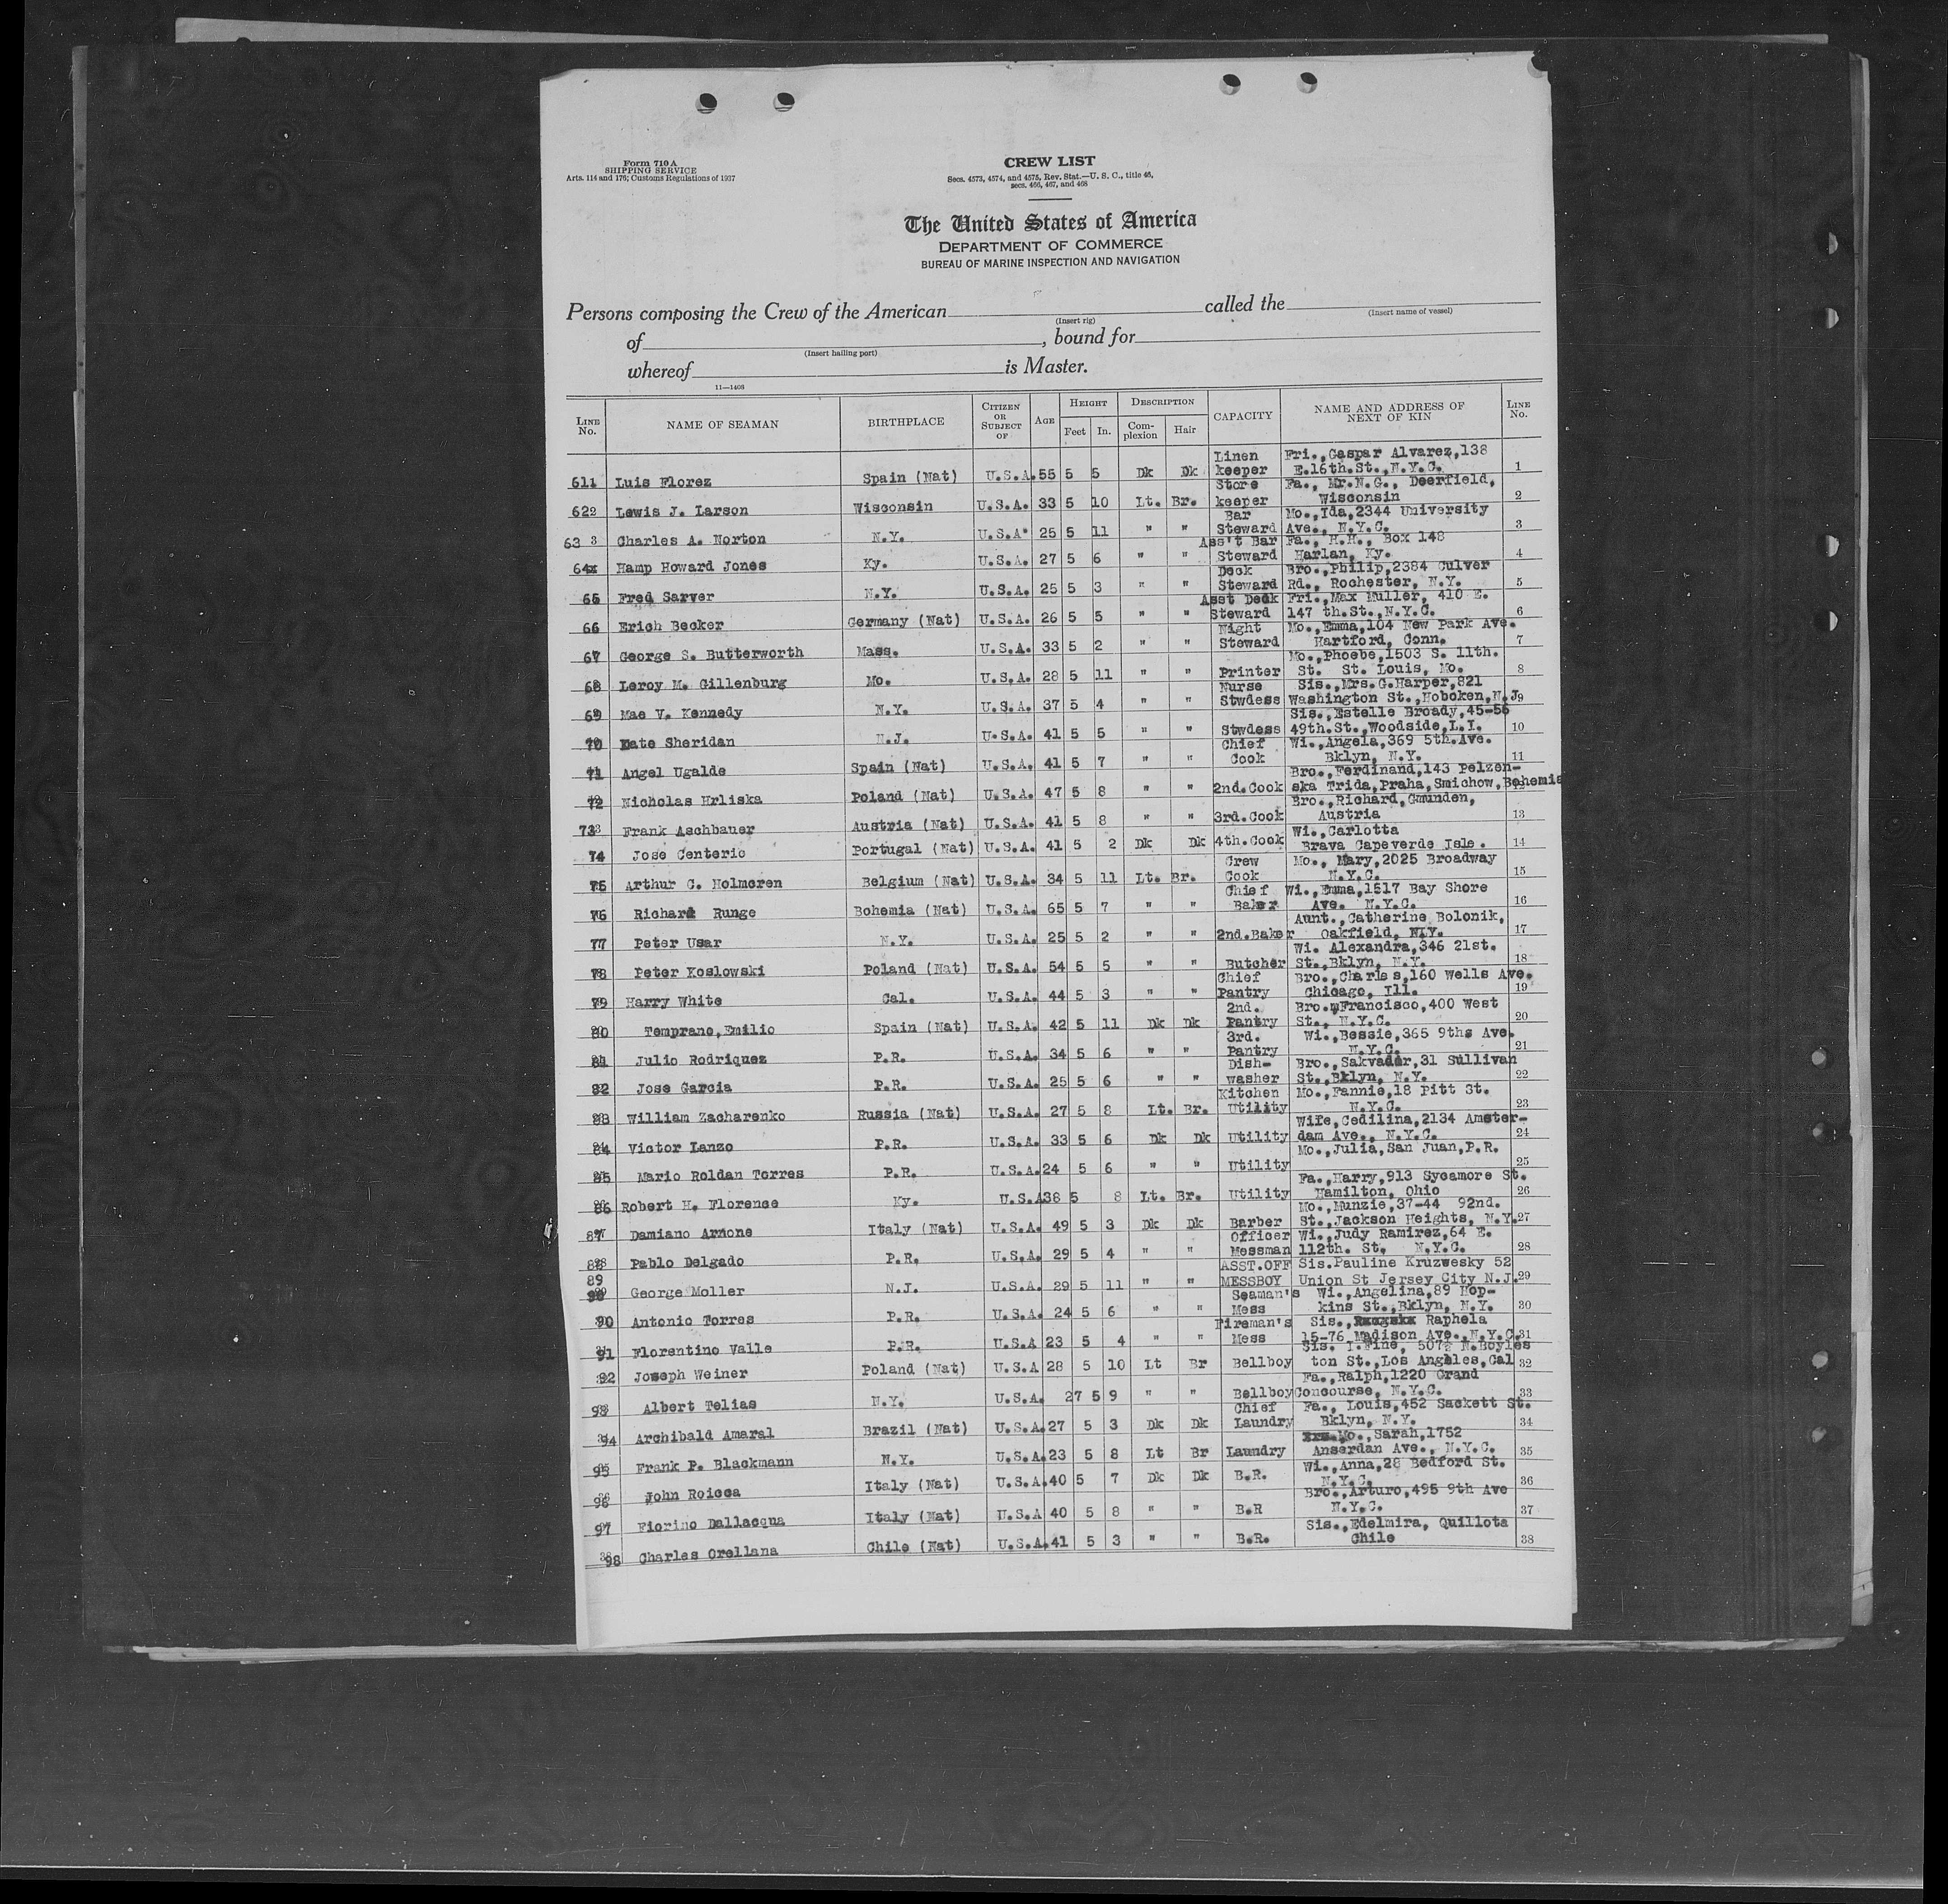 Form 710 A
SHIPPING SERVICE
Arts. 114 and 176; Customs Regulations of 1937
CREW LIST
Secs. 4573, 4574, and 4575, Rev. Stat.—U. S. C., title 46,
secs. 466, 467, and 468
The United States of America
DEPARTMENT OF COMMERCE
BUREAU OF MARINE INSPECTION AND NAVIGATION
Persons composing the Crew of the American called the
(Insert rig) (Insert name of vessel)
of , bound for
(Insert hailing port)
whereof is Master.
11—1408
LINE No. NAME OF SEAMAN BIRTHPLACE CITIZEN OR SUBJECT OF AGE HEIGHT Feet In. DESCRIPTION Complexion Hair CAPACITY NAME AND ADDRESS OF NEXT OF KIN LINE No.
61 Luis Florez Spain (Nat) U.S.A. 55 5 5 Dk Dk Linen keeper Fri.,Gaspar Alvarez,138 E.16th.St.,N.Y.C. 1
62 Lewis J. Larson Wisconsin U.S.A. 33 5 10 Lt. Br. Store keeper Fa., Mr.N.G., Deerfield, Wisconsin 2
63 Charles A. Norton N.Y. U.S.A" 25 5 11 " " Bar Steward Mo.,Ida,2344 University Ave., N.Y.C. 3
64 Hamp Howard Jones Ky. U.S.A. 27 5 6 " " Ass't Bar Steward Fa., H.H., Box 148 Harlan, Ky. 4
65 Fred Sarver N.Y. U.S.A. 25 5 3 " " Deck Steward Bro.,Philip,2384 Culver Rd., Rochester, N.Y. 5
66 Erich Becker Germany (Nat) U.S.A. 26 5 5 " " Asst Deck Steward Fri.,Max Muller, 410 E. 147 th.St.,N.Y.C. 6
67 George S. Butterworth Mass. U.S.A. 33 5 2 " " Night Steward Mo.,Emma,104 New Park Ave. Hartford, Conn. 7
68 Leroy M. Gillenburg Mo. U.S.A. 28 5 11 " " Printer Mo.,Phoebe,1503 S. 11th. St. St. Louis, Mo. 8
69 Mae V. Kennedy N.Y. U.S.A. 37 5 4 " " Nurse Stwdess Sis.,Mrs.G.Harper,821 Washington St.,Hoboken,N.J. 9
70 Kate Sheridan N.J. U.S.A. 41 5 5 " " Stwdess Sis.,Estelle Broady,45-56 49th.St.,Woodside,L.I. 10
71 Angel Ugalde Spain (Nat) U.S.A. 41 5 7 " " Chief Cook Wi.,Angela,369 5th.Ave. Bklyn, N.Y. 11
72 Nicholas Hrliska Poland (Nat) U.S.A. 47 5 8 " " 2nd.Cook Bro.,Ferdinand,143 Pelzen- ska Trida,Praha,Smichow,Bohemia
73 Frank Aschbauer Austria (Nat) U.S.A. 41 5 8 " " 3rd.Cook Bro.,Richard,Gmunden, Austria 13
74 Jose Centeric Portugal (Nat) U.S.A. 41 5 2 Dk Dk 4th.Cook Wi.,Carlotta Brava Capeverde Isle. 14
75 Arthur C. Holmgren Belgium (Nat) U.S.A. 34 5 11 Lt. Br. Crew Cook Mo., Mary,2025 Broadway N.Y.C. 15
76 Richard Runge Bohemia (Nat) U.S.A. 65 5 7 " " Chief Baker Wi.,Emma,1517 Bay Shore Ave. N.Y.C. 16
77 Peter Usar N.Y. U.S.A. 25 5 2 " " 2nd.Baker Aunt.,Catherine Bolonik, Oakfield, NIY. 17
78 Peter Koslowski Poland (Nat) U.S.A. 54 5 5 " " Butcher Wi. Alexandra,346 21st. St.,Bklyn, N.Y. 18
79 Harry White Cal. U.S.A. 44 5 3 " " Chief Pantry Bro.,Charls s,160 Wells Ave. Chicago, Ill. 19
80 Temprano,Emilio Spain (Nat) U.S.A. 42 5 11 Dk Dk 2nd. Pantry Bro.,Francisco,400 West St., N.Y.C. 20
81 Julio Rodriquez P.R. U.S.A. 34 5 6 " " 3rd. Pantry Wi.,Bessie,365 9ths Ave. N.Y.C. 21
82 Jose Garcia P.R. U.S.A. 25 5 6 " " Dish- washer Bro.,Sakvador,31 Sullivan St.,Bklyn, N.Y. 22
83 William Zacharenko Russia (Nat) U.S.A. 27 5 8 Lt. Br. Kitchen Utility Mo.,Fannie,18 Pitt St. N.Y.C. 23
84 Victor Lanzo P.R. U.S.A. 33 5 6 Dk Dk Utility Wife,Cedilina,2134 Amster- dam Ave., N.Y.C. 24
85 Mario Roldan Torres P.R. U.S.A. 24 5 6 " " Utility Mo.,Julia,San Juan,P.R. 25
86 Robert H. Florence Ky. U.S.A 38 5 8 Lt. Br. Utility Fa.,Harry,913 Sycamore St. Hamilton, Ohio 26
87 Damiano Arnone Italy (Nat) U.S.A. 49 5 3 Dk Dk Barber Mo.,Munzie,37-44 92nd. St.,Jackson Heights, N.Y. 27
88 Pablo Delgado P.R. U.S.A. 29 5 4 " " Officer Messman Wi.,Judy Ramirez,64 E. 112th. St, N.Y.C. 28
89 George Moller N.J. U.S.A. 29 5 11 " " ASST.OFF MESSBOY Sis.Pauline Kruzwesky 52 Union St Jersey City N.J. 29
90 Antonio Torres P.R. U.S.A. 24 5 6 " " Seaman's Mess Wi.,Angelina,89 Hop- kins St.,Bklyn, N.Y. 30
91 Florentino Valle P.R. U.S.A 23 5 4 " " Fireman's Mess Sis., Raphela 15-76 Madison Ave.,N.Y.C. 31
92 Joseph Weiner Poland (Nat) U.S.A 28 5 10 Lt Br Bellboy Sis. I.Fine, 507½ N.Boyles ton St.,Los Angbles,Cal 32
93 Albert Telias N.Y. U.S.A. 27 5 9 " " Bellboy Fa.,Ralph,1220 Grand Concourse, N.Y.C. 33
94 Archibald Amaral Brazil (Nat) U.S.A. 27 5 3 Dk Dk Chief Laundry Fa., Louis,452 Sackett St. Bklyn, N.Y. 34
95 Frank P. Blackmann N.Y. U.S.A. 23 5 8 Lt Br Laundry Mo.,Sarah,1752 Amserdan Ave., N.Y.C. 35
96 John Roicca Italy (Nat) U.S.A. 40 5 7 Dk Dk B.R. Wi.,Anna,28 Bedford St. N.Y.C. 36
97 Fiorino Dallacqua Italy (Nat) U.S.A 40 5 8 " " B.R Bro.,Arturo,495 9th Ave N.Y.C. 37
98 Charles Orellana Chile (Nat) U.S.A. 41 5 3 " " B.R. Sis.,Edelmira, Quillota Chile 38